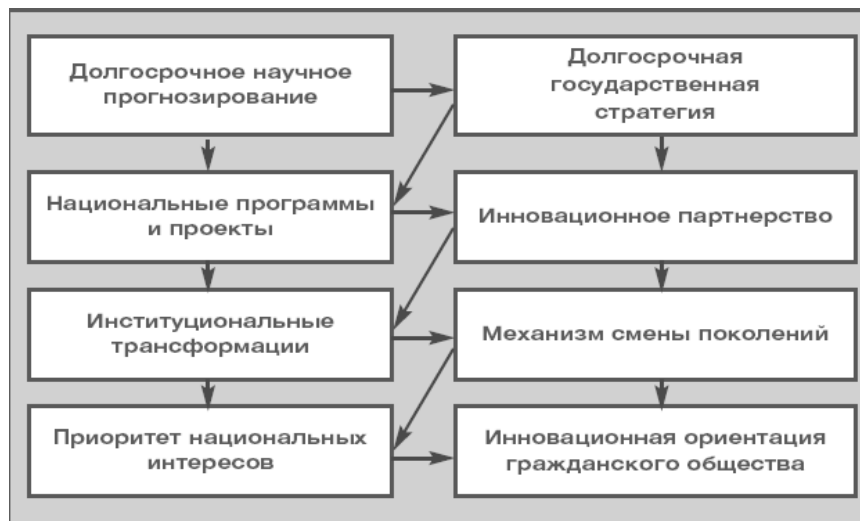 Долгосрочное научное
прогнозирование
Долгосрочная
государственная
стратегия
Национальные программы
и проекты
Инновационное партнерство
Институциональные
трансформации
Механизм смены поколений
Приоритет национальных
интересов
Инновационная ориентация
гражданского общества